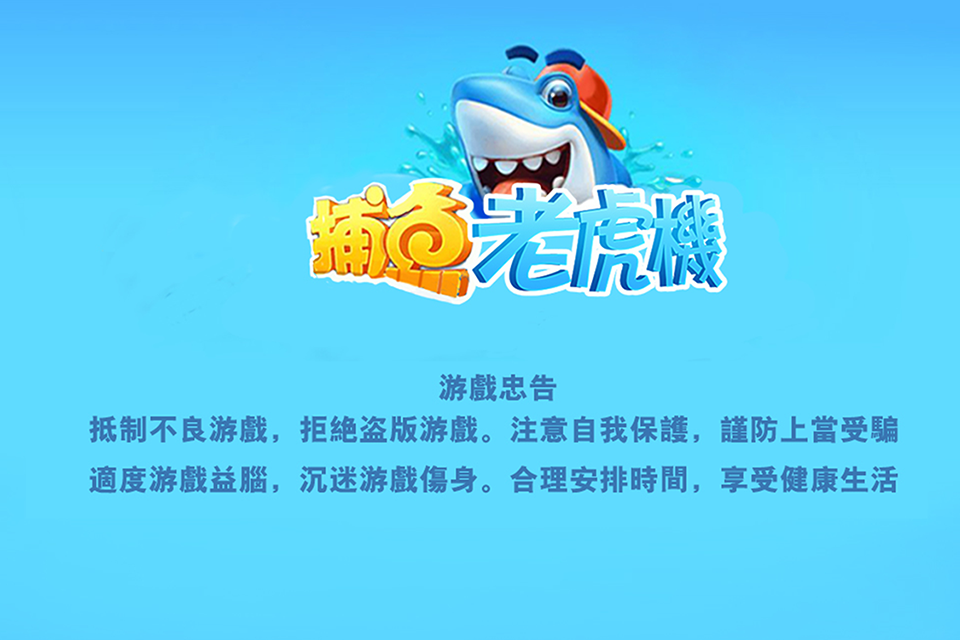 捕魚老虎機
游戲忠告
抵制不良游戲，拒絶盗版游戲。注意自我保護，謹防上當受騙
適度游戲益腦，沉迷游戲傷身。合理安排時間，享受健康生活